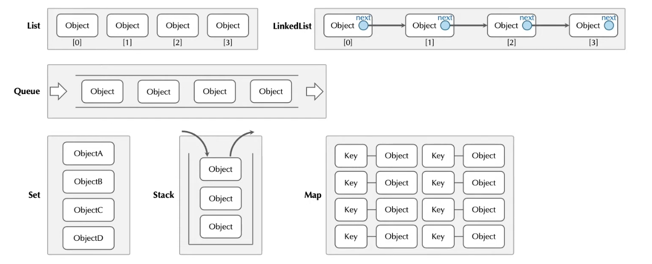 List
Object Object Object Object
[0] [1] [2] [3]
LinkedList
next next next next
Object Object Object Object
[0] [1] [2] [3]
Queue
Object Object Object Object
Set
ObjectA
ObjectB
ObjectC
ObjectD
Stack
Object
Object
Object
Map
Key Object Key Object
Key Object Key Object
Key Object Key Object
Key Object Key Object